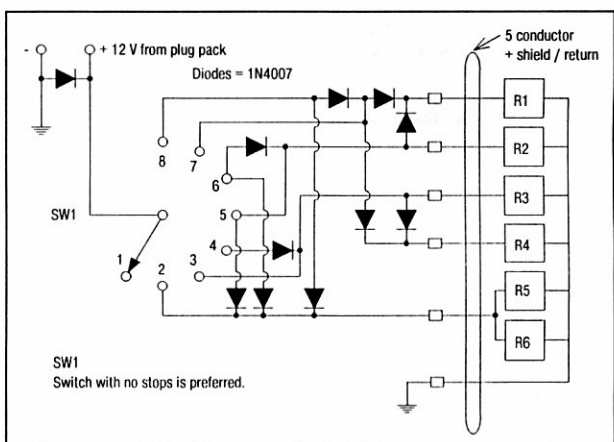 -
+ 12 V from plug pack
5 conductor
+ shield / return
Diodes = 1N4007
R1
8
7
R2
6
R3
SW1
5
4
R4
1
3
2
R5
R6
SW1
Switch with no stops is preferred.